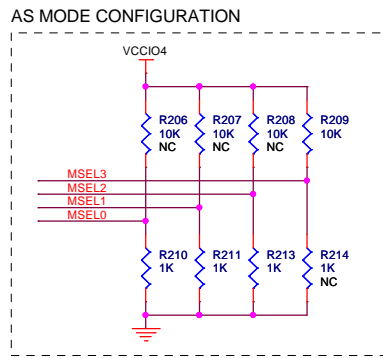 AS MODE CONFIGURATION
VCCIO4
R206 R207 R208 R209
10K 10K 10K 10K
NC NC NC
MSEL3
MSEL2
MSEL1
MSEL0
R210 R211 R213 R214
1K 1K 1K 1K
NC